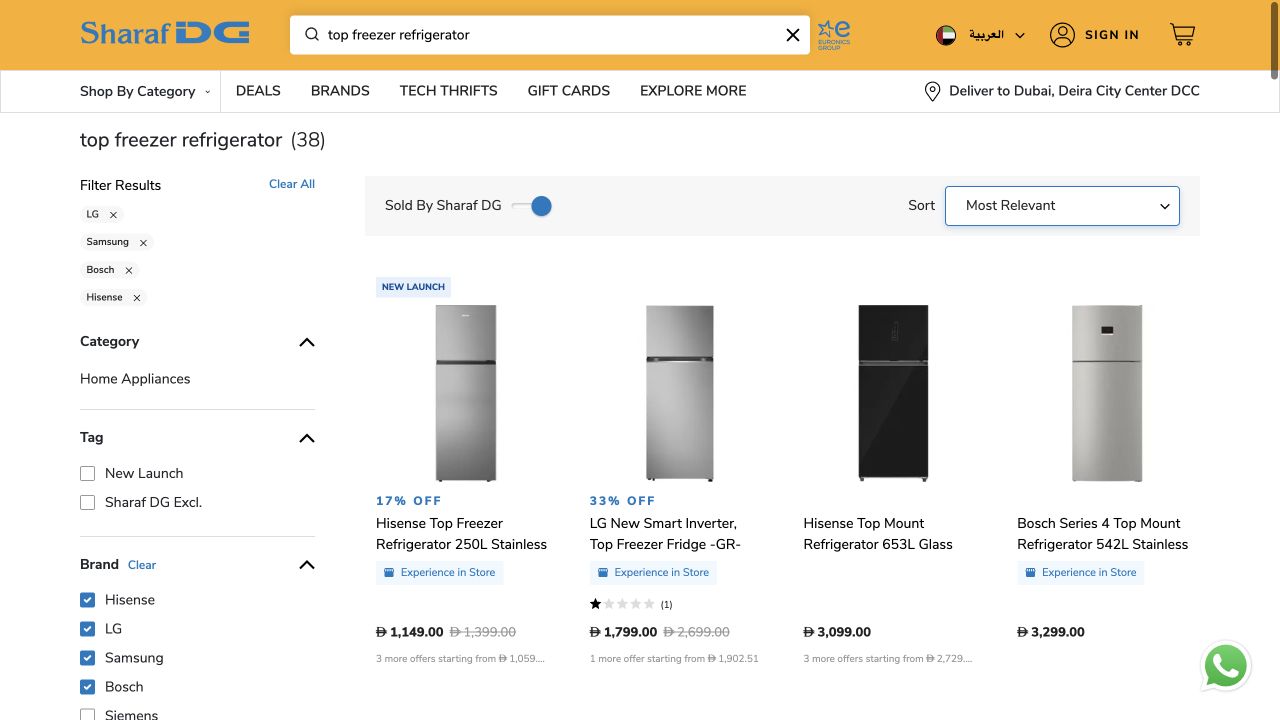 Sharaf DG
top freezer refrigerator
EURONICS
GROUP
العربية
SIGN IN
Shop By Category
DEALS
BRANDS
TECH THRIFTS
GIFT CARDS
EXPLORE MORE
Deliver to Dubai, Deira City Center DCC
top freezer refrigerator (38)
Filter Results
Clear All
LG
Samsung
Bosch
Hisense
Category
Home Appliances
Tag
New Launch
Sharaf DG Excl.
Brand Clear
Hisense
LG
Samsung
Bosch
Siemens
Sold By Sharaf DG
Sort
Most Relevant
NEW LAUNCH
17% OFF
Hisense Top Freezer
Refrigerator 250L Stainless
Experience in Store
1,149.00 1,399.00
3 more offers starting from 1,059....
33% OFF
LG New Smart Inverter,
Top Freezer Fridge -GR-
Experience in Store
(1)
1,799.00 2,699.00
1 more offer starting from 1,902.51
Hisense Top Mount
Refrigerator 653L Glass
3,099.00
3 more offers starting from 2,729....
Bosch Series 4 Top Mount
Refrigerator 542L Stainless
Experience in Store
3,299.00